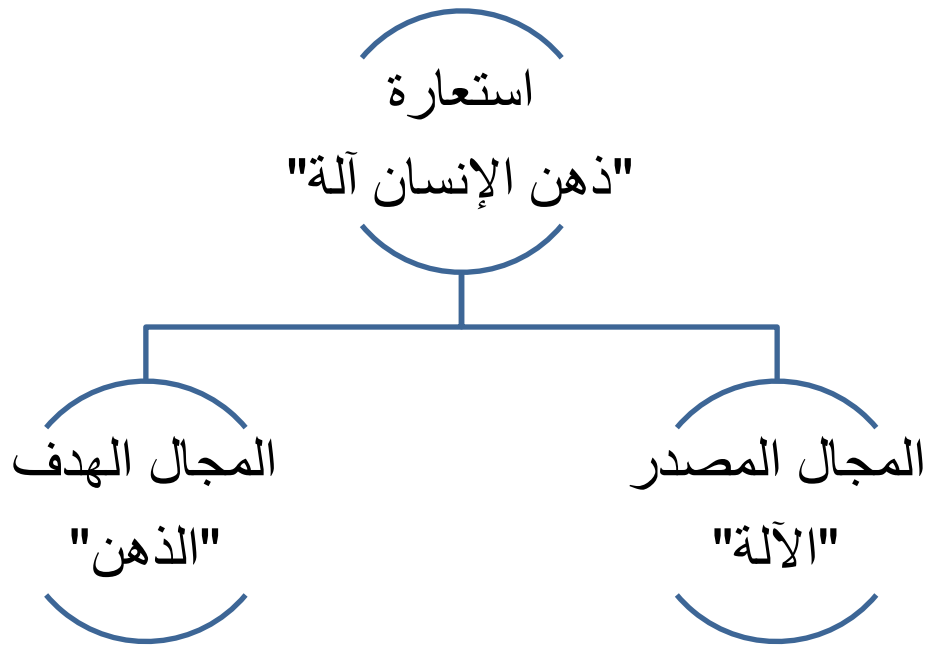 استعارة
"ذهن الإنسان آلة"
المجال المصدر
"الآلة"
المجال الهدف
"الذهن"